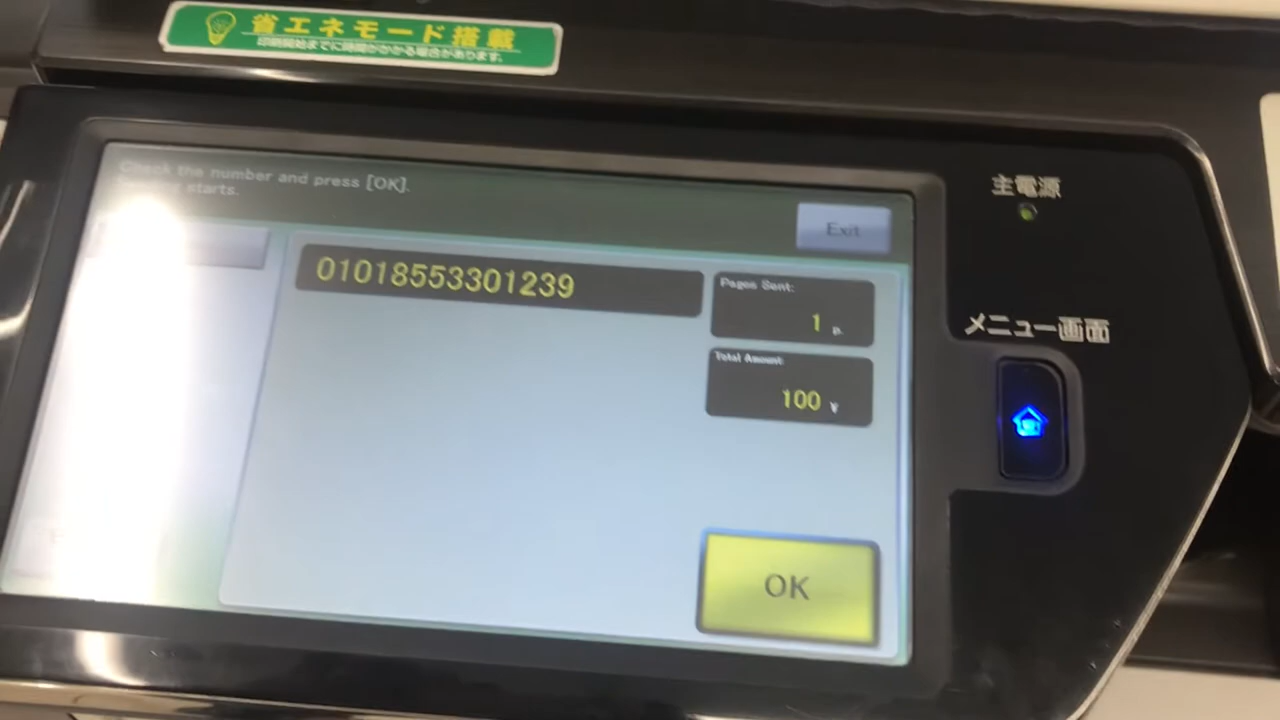 省エネモード搭載
印刷開始までに時間がかかる場合があります。
Check the number and press [OK].
starts.
Exit
01018553301239
Pages Sent:
1 p.
Total Amount:
100 ¥
OK
主電源
メニュー画面